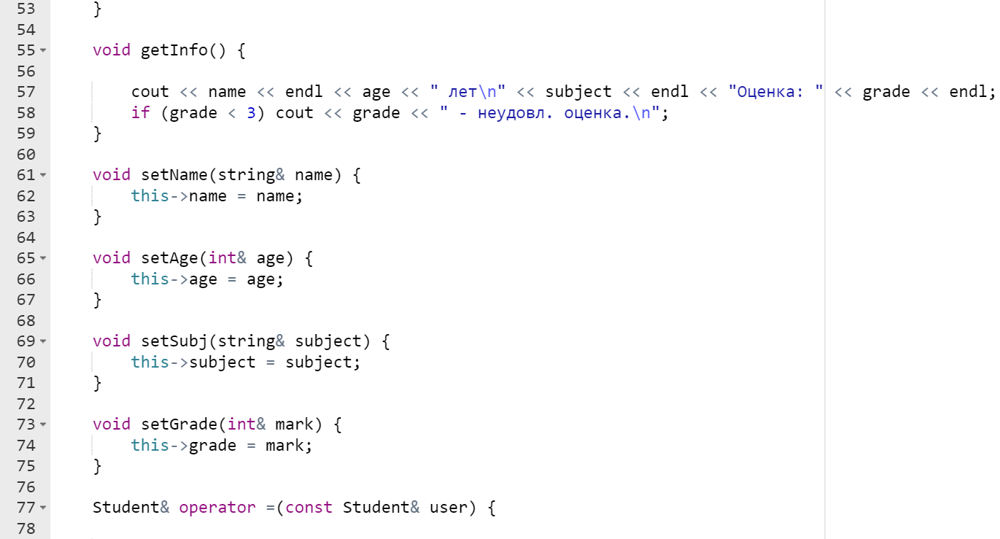 53 }
54
55 void getInfo() {
56
57 cout << name << endl << age << " лет\n" << subject << endl << "Оценка: " << grade << endl;
58 if (grade < 3) cout << grade << " - неудовл. оценка.\n";
59 }
60
61 void setName(string& name) {
62 this->name = name;
63 }
64
65 void setAge(int& age) {
66 this->age = age;
67 }
68
69 void setSubj(string& subject) {
70 this->subject = subject;
71 }
72
73 void setGrade(int& mark) {
74 this->grade = mark;
75 }
76
77 Student& operator =(const Student& user) {
78